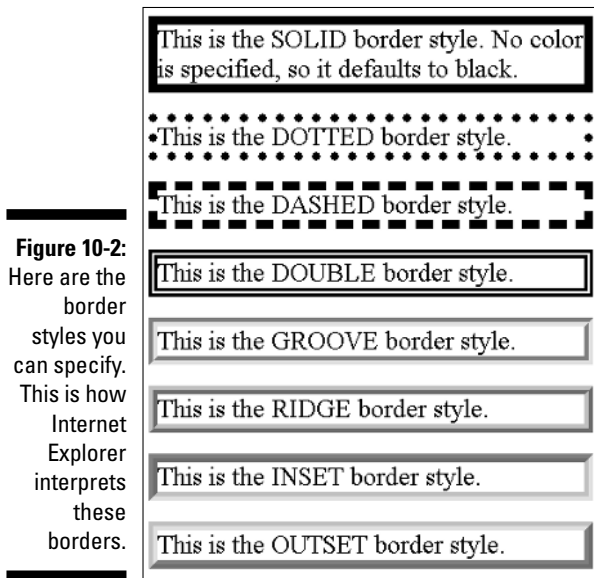 This is the SOLID border style. No color
is specified, so it defaults to black.
This is the DOTTED border style.
This is the DASHED border style.
This is the DOUBLE border style.
This is the GROOVE border style.
This is the RIDGE border style.
This is the INSET border style.
This is the OUTSET border style.
Figure 10-2:
Here are the
border
styles you
can specify.
This is how
Internet
Explorer
interprets
these
borders.